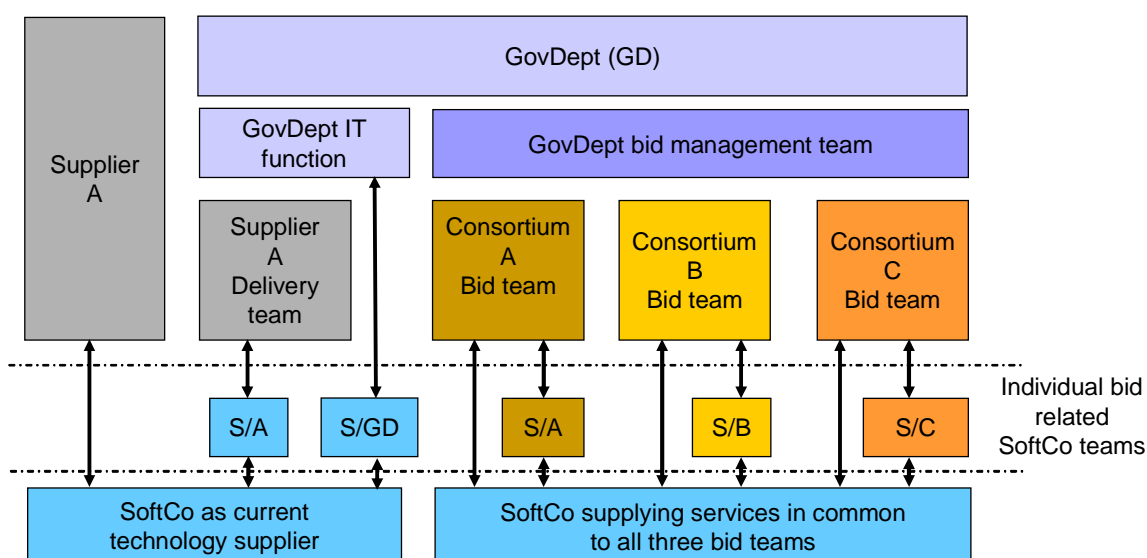 GovDept (GD)
Supplier
A
GovDept IT
function
GovDept bid management team
Supplier
A
Delivery
team
Consortium
A
Bid team
Consortium
B
Bid team
Consortium
C
Bid team
S/A
S/GD
S/A
S/B
S/C
Individual bid
related
SoftCo teams
SoftCo as current
technology supplier
SoftCo supplying services in common
to all three bid teams